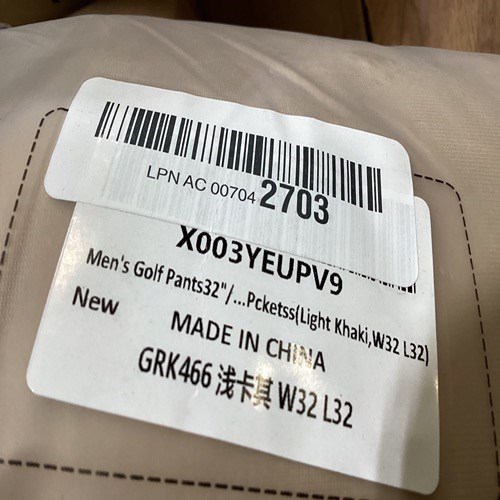 LPN AC 00704 2703
X003YEUPV9
Men's Golf Pants32"/...Pcketss(Light Khaki,W32 L32)
New
MADE IN CHINA
GRK466 浅卡其 W32 L32